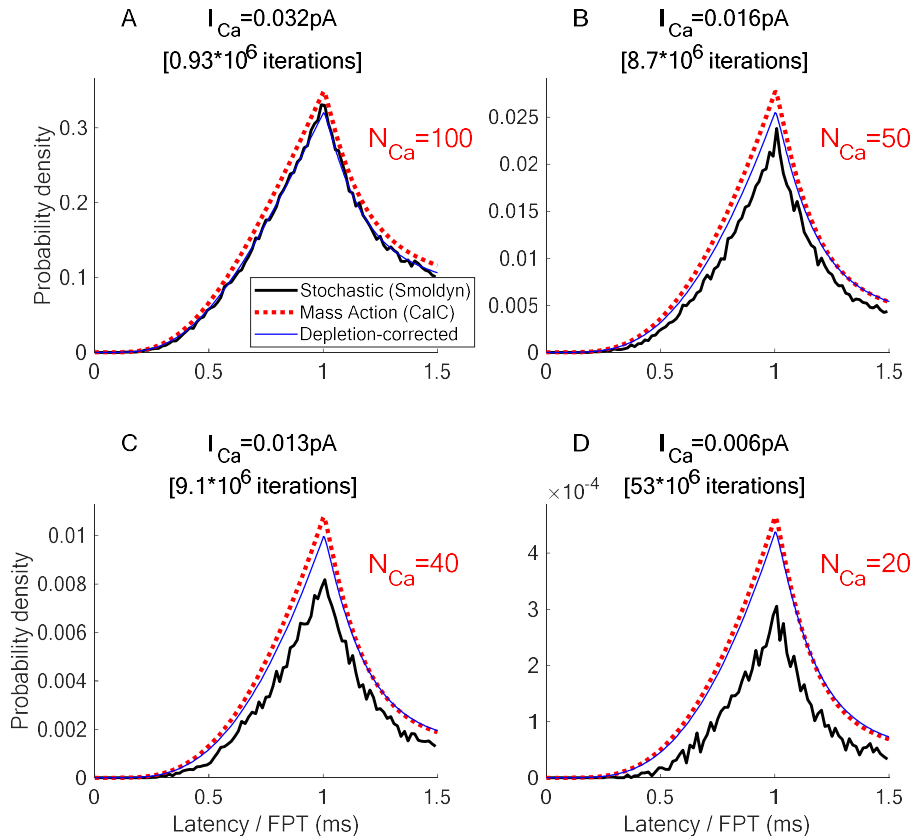 A I_Ca=0.032pA
[0.93*10^6 iterations]
Probability density
0.3
0.2
0.1
0
N_Ca=100
Stochastic (Smoldyn)
Mass Action (CalC)
Depletion-corrected
0 0.5 1 1.5
B I_Ca=0.016pA
[8.7*10^6 iterations]
0.025
0.02
0.015
0.01
0.005
0
N_Ca=50
0 0.5 1 1.5
C I_Ca=0.013pA
[9.1*10^6 iterations]
Probability density
0.01
0.008
0.006
0.004
0.002
0
N_Ca=40
0 0.5 1 1.5
Latency / FPT (ms)
D I_Ca=0.006pA
[53*10^6 iterations]
×10^-4
4
3
2
1
0
N_Ca=20
0 0.5 1 1.5
Latency / FPT (ms)